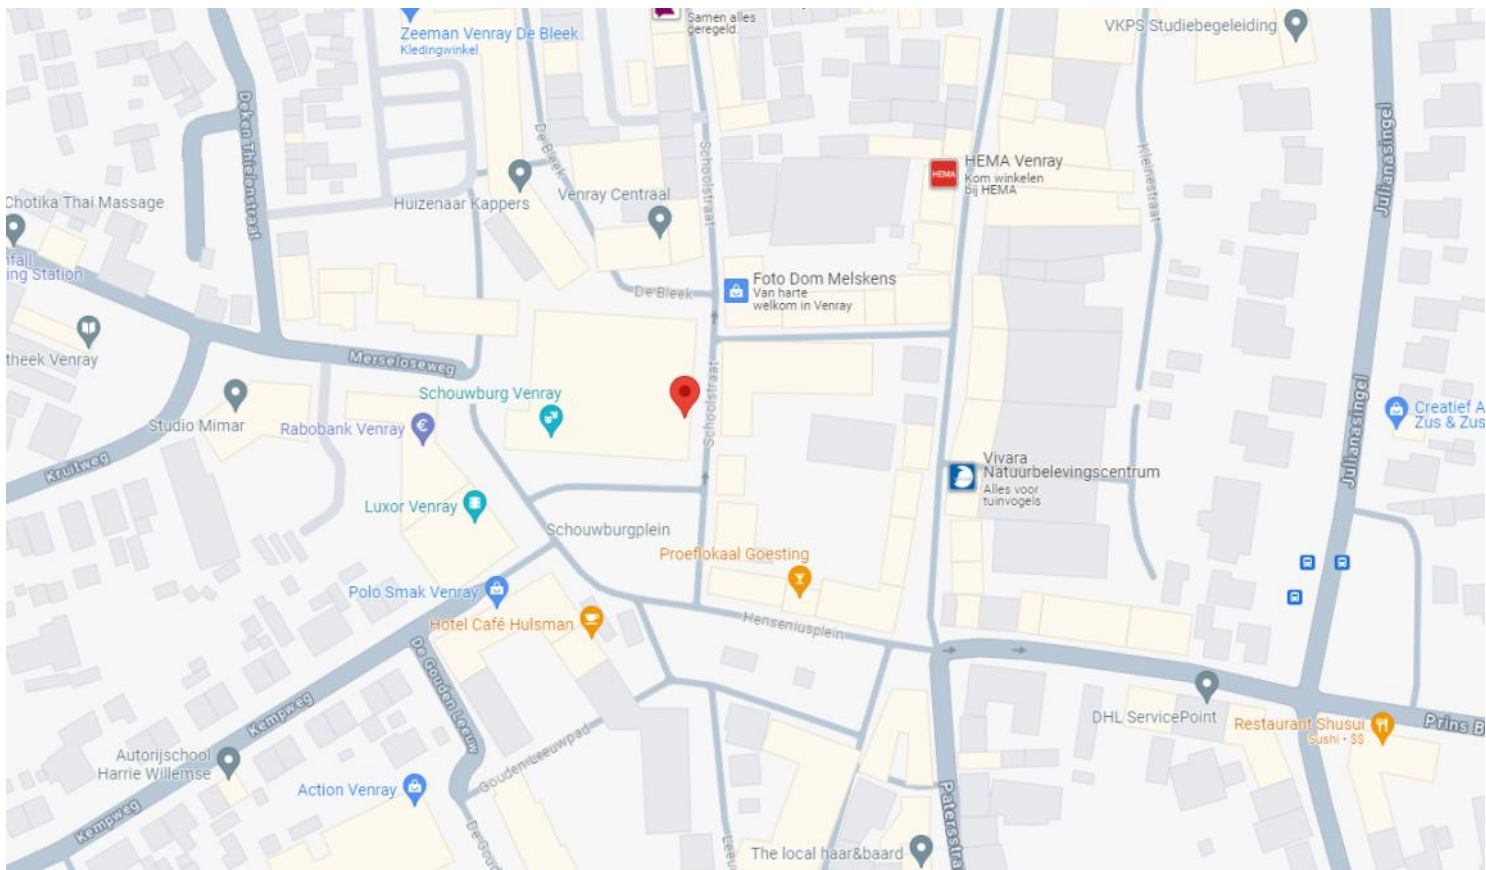 Samen alles
geregeld.
VKPS Studiebegeleiding
Zeeman Venray De Bleek
Kledingwinkel
Deken Thielenstraat
De Bleek
Schoolstraat
Kleinestraat
Julianasingel
HEMA
HEMA Venray
Kom winkelen
bij HEMA
Chotika Thai Massage
Huizenaar Kappers
Venray Centraal
ing Station
De Bleek
Foto Dom Melskens
Van harte
welkom in Venray
theek Venray
Merseloseweg
Schouwburg Venray
Schoolstraat
Julianasingel
Creatief A
Zus & Zus
Studio Mimar
Rabobank Venray
Kruitweg
Vivara
Natuurbelevingscentrum
Alles voor
tuinvogels
Luxor Venray
Schouwburgplein
Proeflokaal Goesting
Polo Smak Venray
Hotel Café Hulsman
Henseniusplein
De Gouden Leeuw
Kempweg
DHL ServicePoint
Restaurant Shusui
Sushi • $$
Prins B
Autorijschool
Harrie Willemse
Gouden Leeuwpad
Action Venray
Kempweg
De Goud
Leeu
Patersstra
The local haar&baard